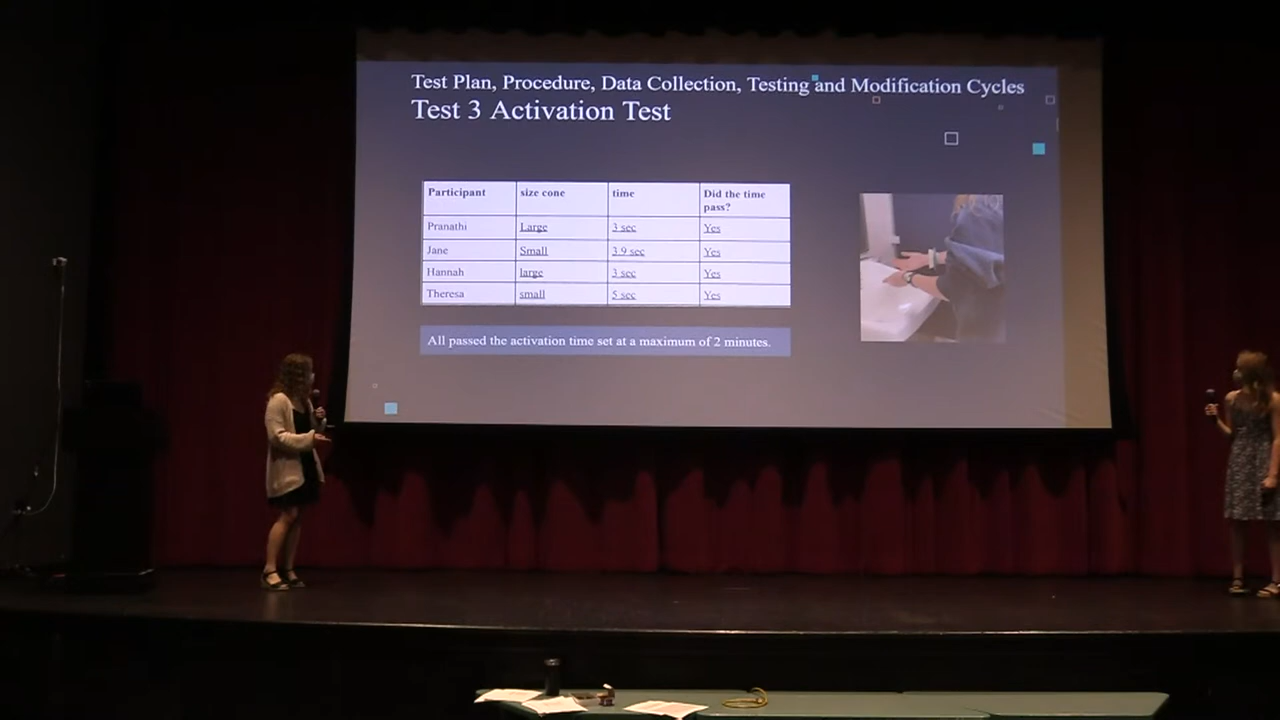 Test Plan, Procedure, Data Collection, Testing and Modification Cycles
Test 3 Activation Test
Participant size cone time Did the time pass?
Pranathi Large 3 sec Yes
Jane Small 3.9 sec Yes
Hannah large 3 sec Yes
Theresa small 5 sec Yes
All passed the activation time set at a maximum of 2 minutes.